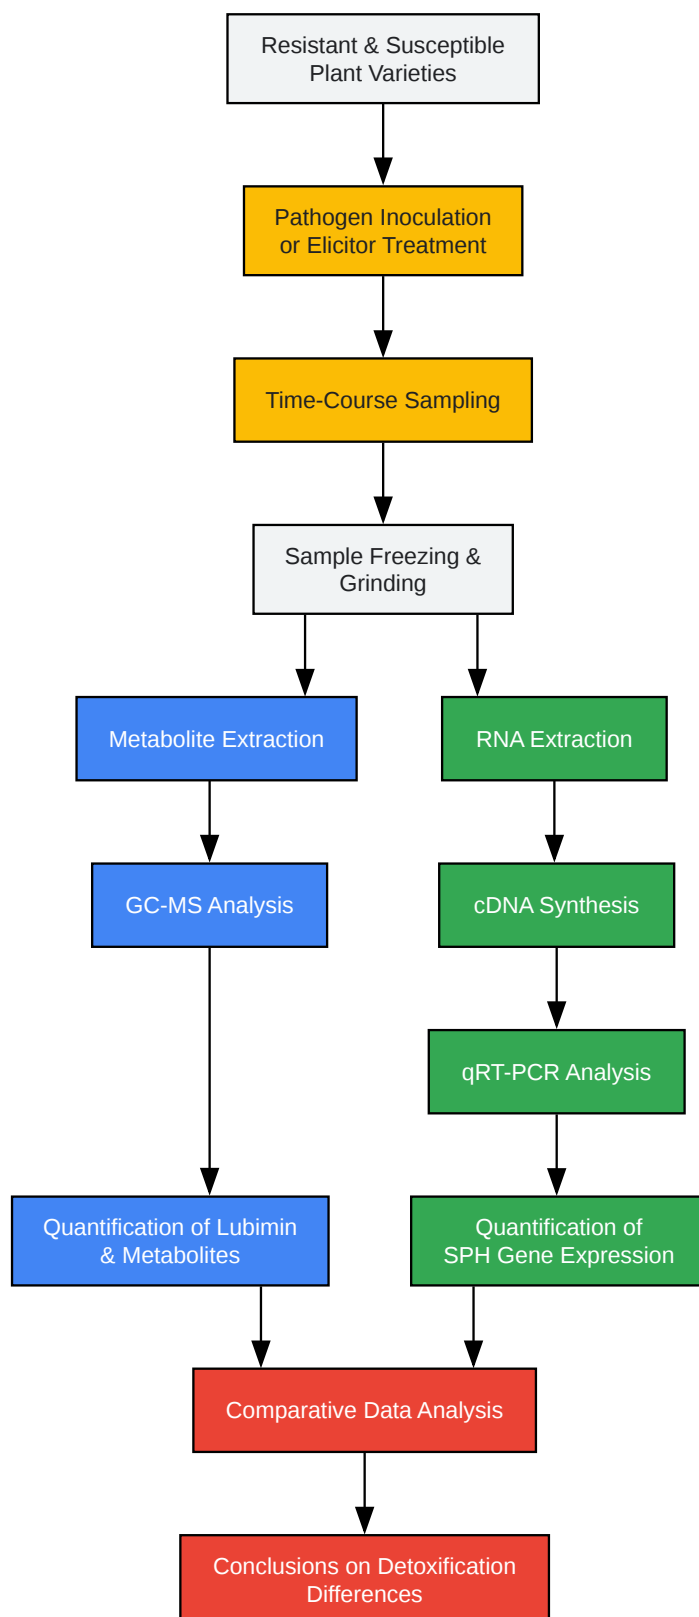 Resistant & Susceptible
Plant Varieties
Pathogen Inoculation
or Elicitor Treatment
Time-Course Sampling
Sample Freezing &
Grinding
Metabolite Extraction
RNA Extraction
GC-MS Analysis
cDNA Synthesis
qRT-PCR Analysis
Quantification of Lubimin
& Metabolites
Quantification of
SPH Gene Expression
Comparative Data Analysis
Conclusions on Detoxification
Differences